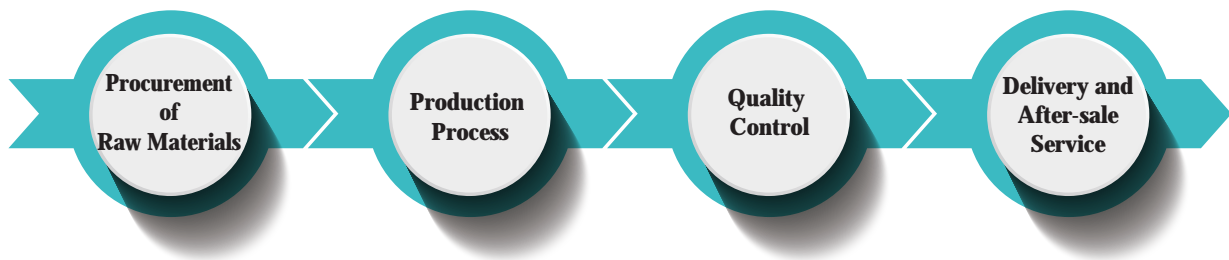 Procurement
of
Raw Materials
Production
Process
Quality
Control
Delivery and
After-sale
Service